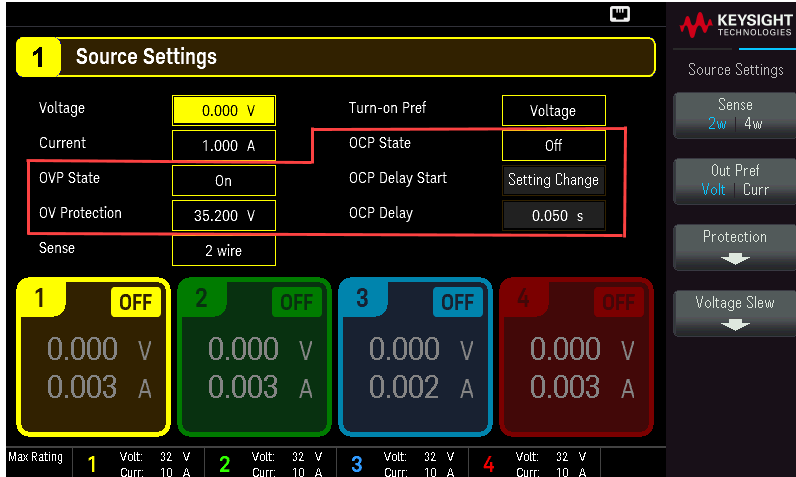 KEYSIGHT
TECHNOLOGIES
1 Source Settings
Source Settings
Voltage 0.000 V Turn-on Pref Voltage
Current 1.000 A OCP State Off
OVP State On OCP Delay Start Setting Change
OV Protection 35.200 V OCP Delay 0.050 s
Sense 2 wire
Sense
2w 4w
Out Pref
Volt Curr
Protection
Voltage Slew
1 OFF 2 OFF 3 OFF 4 OFF
0.000 V 0.000 V 0.000 V 0.000 V
0.003 A 0.003 A 0.002 A 0.003 A
Max Rating 1 Volt: 32 V 2 Volt: 32 V 3 Volt: 32 V 4 Volt: 32 V
Curr: 10 A Curr: 10 A Curr: 10 A Curr: 10 A